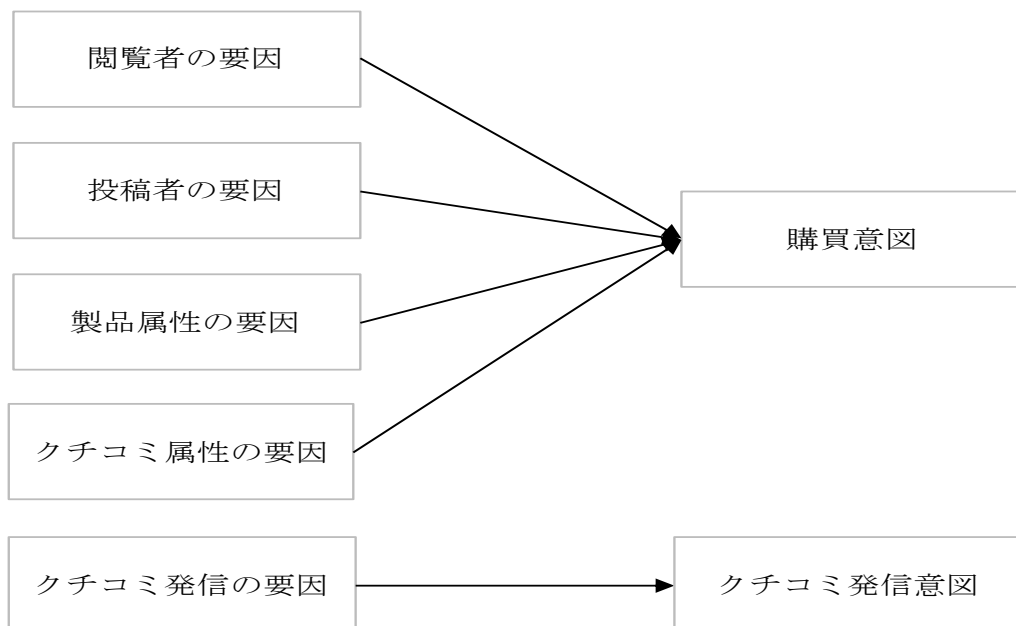 閲覧者の要因
投稿者の要因
購買意図
製品属性の要因
クチコミ属性の要因
クチコミ発信の要因
クチコミ発信意図